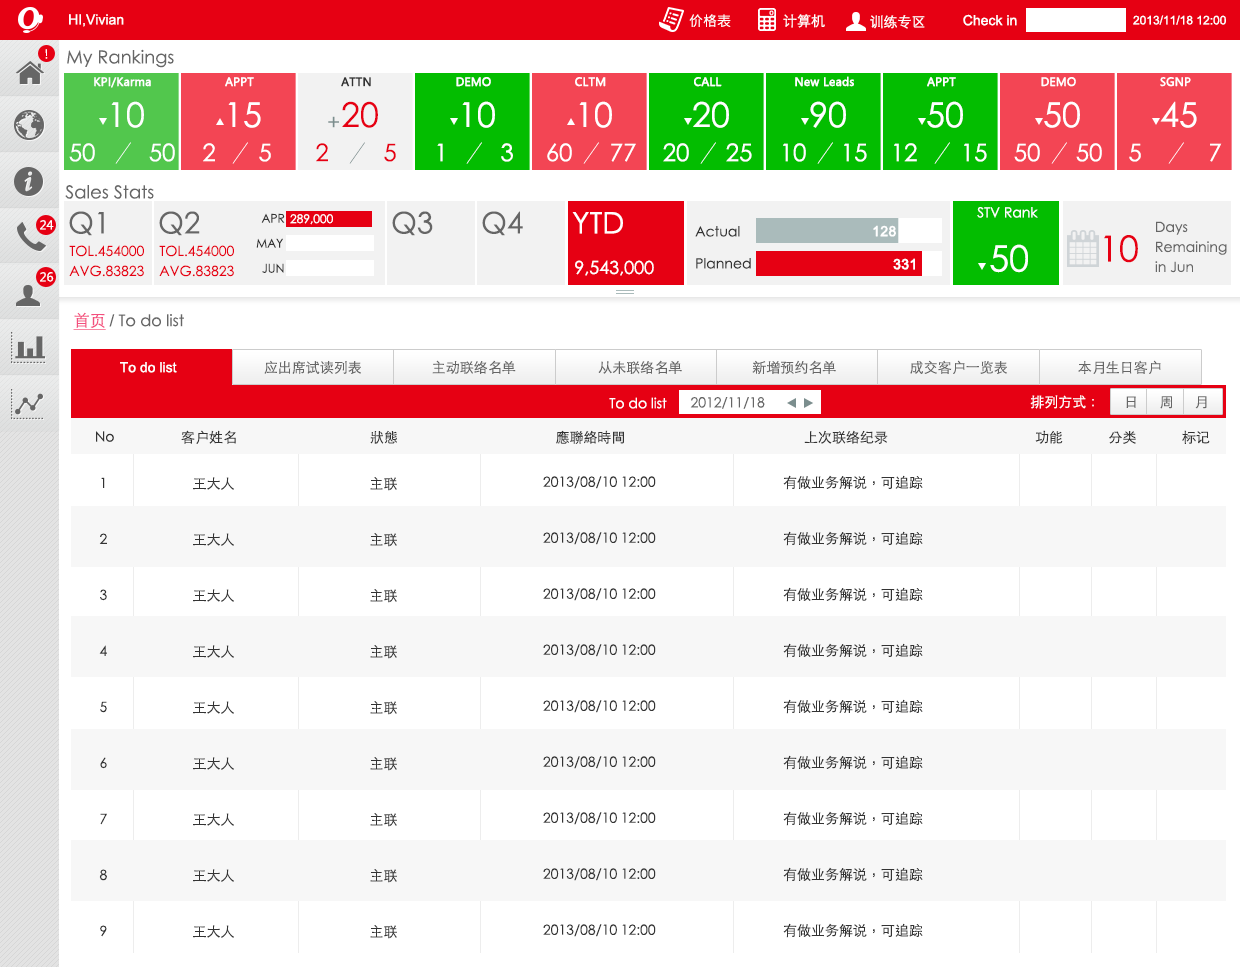 HI,Vivian 价格表 计算机 训练专区 Check in 2013/11/18 12:00
!
My Rankings
KPI/Karma APPT ATTN DEMO CLTM CALL New Leads APPT DEMO SGNP
▾10 ▴15 +20 ▾10 ▴10 ▾20 ▾90 ▾50 ▾50 ▾45
50 / 50 2 / 5 2 / 5 1 / 3 60 / 77 20 / 25 10 / 15 12 / 15 50 / 50 5 / 7
Sales Stats
Q1 Q2 APR 289,000 Q3 Q4 YTD STV Rank
24
Actual 128 Days
MAY
TOL.454000 TOL.454000 10 Remaining
▾50
AVG.83823 AVG.83823 JUN 9,543,000 Planned 331 in Jun
26
首页 / To do list
To do list 应出席试读列表 主动联络名单 从未联络名单 新增预约名单 成交客户一览表 本月生日客户
To do list 2012/11/18 ◀ ▶ 排列方式： 日 周 月
No 客户姓名 狀態 應聯絡時間 上次联络纪录 功能 分类 标记
1 王大人 主联 2013/08/10 12:00 有做业务解说，可追踪
2 王大人 主联 2013/08/10 12:00 有做业务解说，可追踪
3 王大人 主联 2013/08/10 12:00 有做业务解说，可追踪
4 王大人 主联 2013/08/10 12:00 有做业务解说，可追踪
5 王大人 主联 2013/08/10 12:00 有做业务解说，可追踪
6 王大人 主联 2013/08/10 12:00 有做业务解说，可追踪
7 王大人 主联 2013/08/10 12:00 有做业务解说，可追踪
8 王大人 主联 2013/08/10 12:00 有做业务解说，可追踪
9 王大人 主联 2013/08/10 12:00 有做业务解说，可追踪